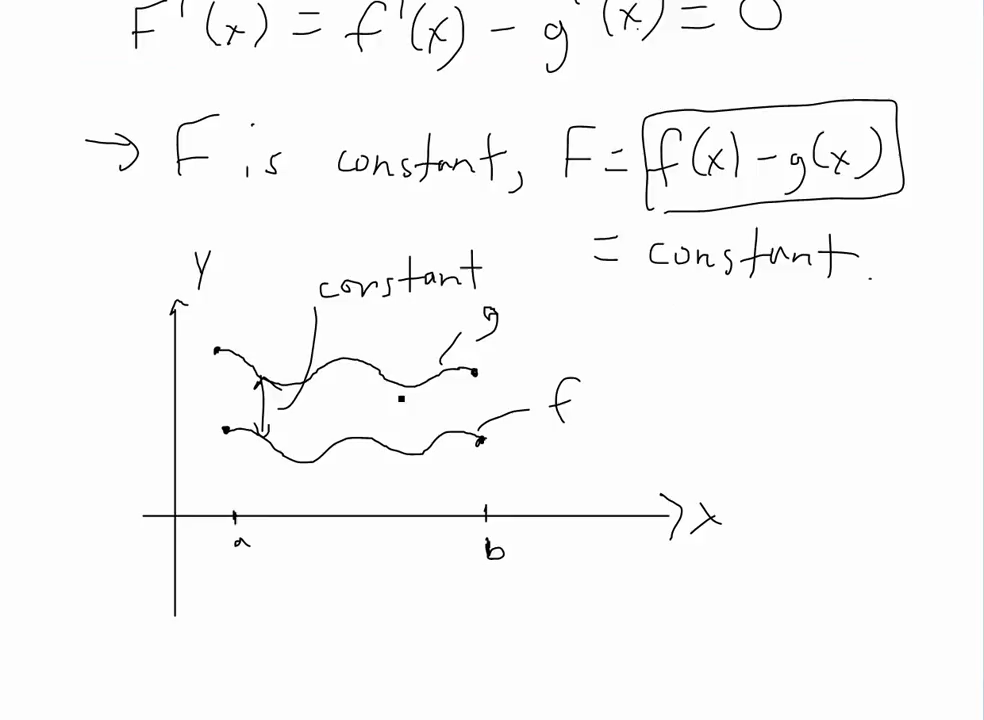 F'(x) = f'(x) - g'(x) = 0
→ F is constant, F = f(x) - g(x)
= constant.
Y
constant
g
f
x
a
b